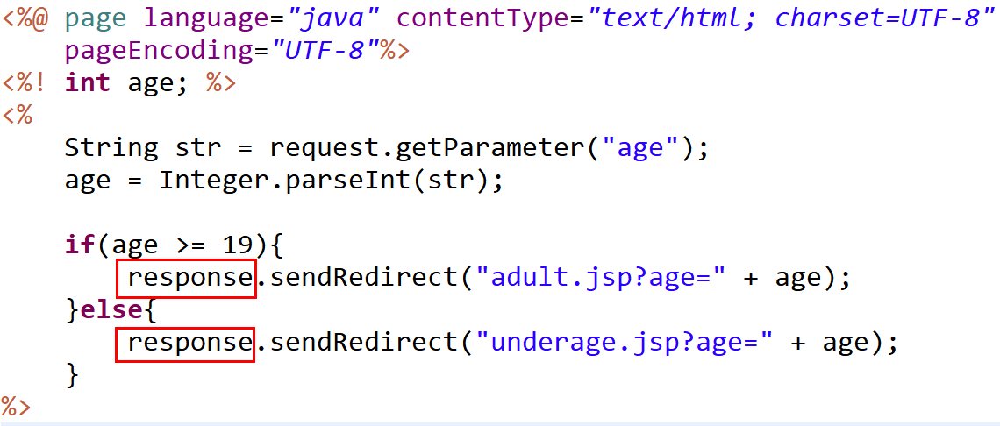 <%@ page language="java" contentType="text/html; charset=UTF-8"
    pageEncoding="UTF-8"%>
<%! int age; %>
<%
    String str = request.getParameter("age");
    age = Integer.parseInt(str);

    if(age >= 19){
        response.sendRedirect("adult.jsp?age=" + age);
    }else{
        response.sendRedirect("underage.jsp?age=" + age);
    }
%>